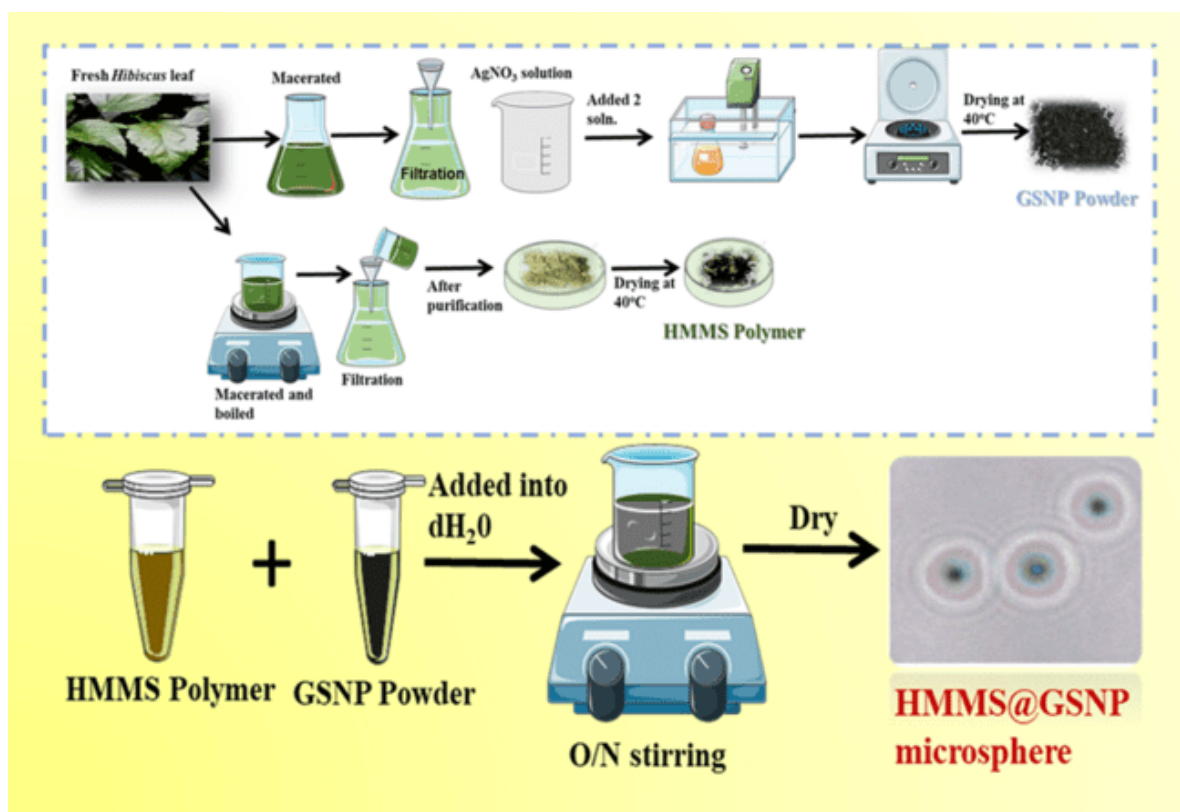 Fresh Hibiscus leaf
Macerated
Filtration
AgNO₃ solution
Added 2
soln.
Drying at
40°C
GSNP Powder
Macerated and
boiled
Filtration
After
purification
Drying at
40°C
HMMS Polymer
HMMS Polymer
+
GSNP Powder
Added into
dH₂0
O/N stirring
Dry
HMMS@GSNP
microsphere